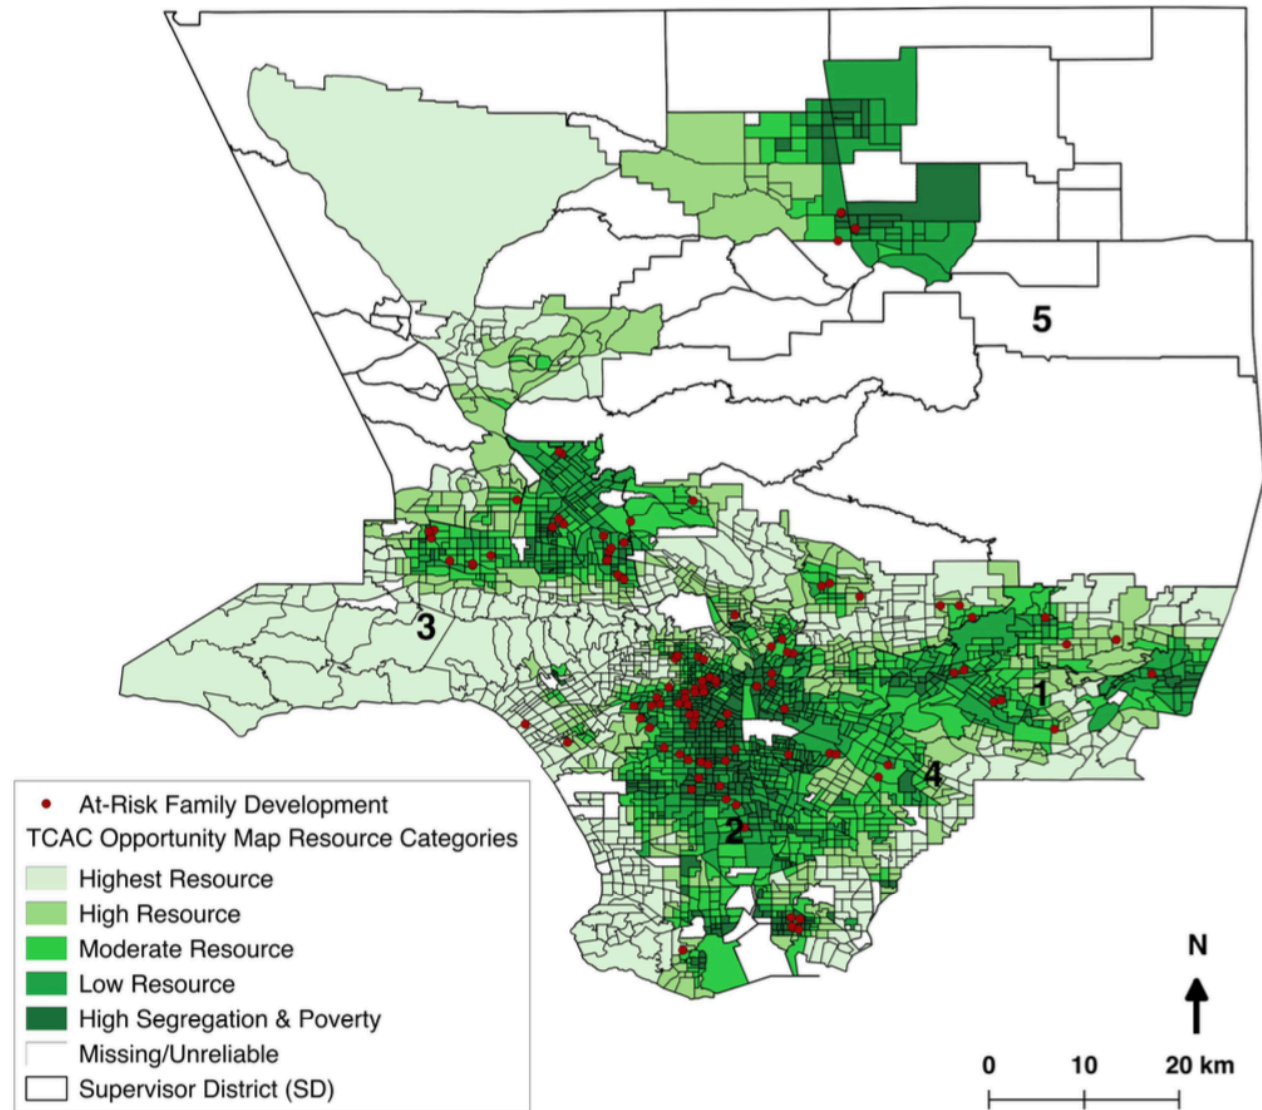 5
3
1
4
2
At-Risk Family Development
TCAC Opportunity Map Resource Categories
Highest Resource
High Resource
Moderate Resource
Low Resource
High Segregation & Poverty
Missing/Unreliable
Supervisor District (SD)
N
0 10 20 km